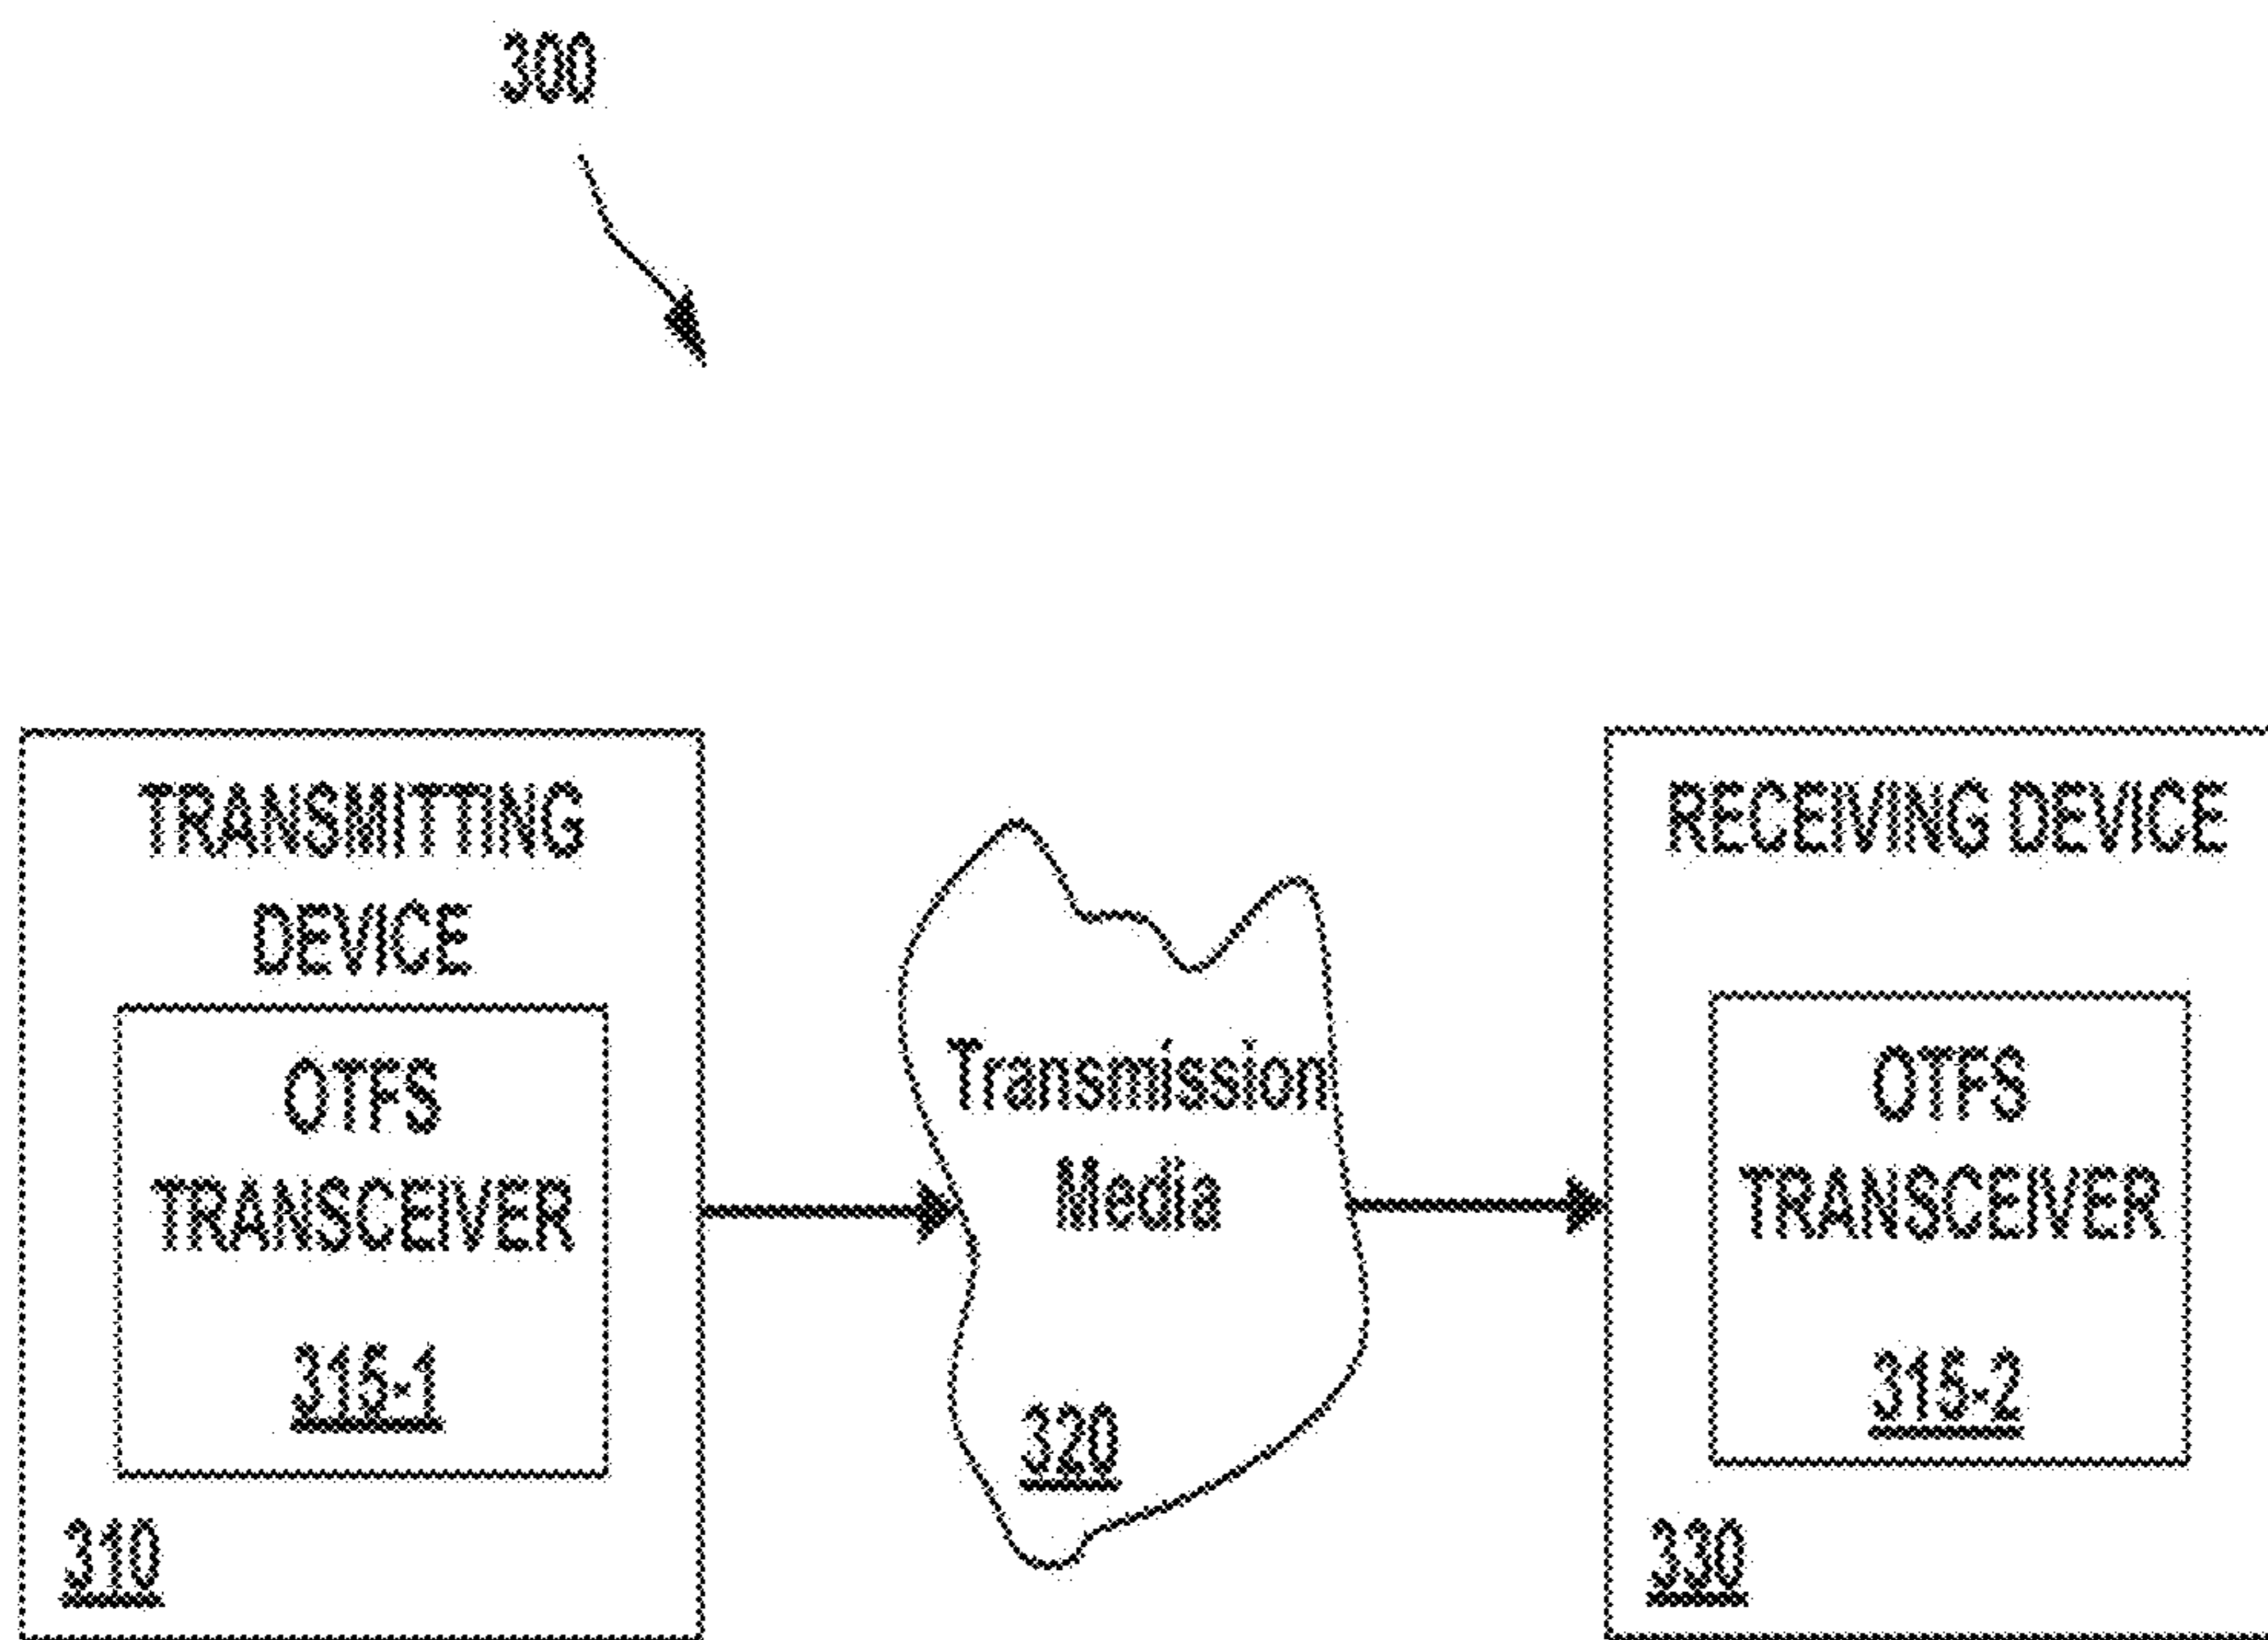 300
TRANSMITTING
DEVICE
OTFS
TRANSCEIVER
315-1
310
Transmission
Media
320
RECEIVING DEVICE
OTFS
TRANSCEIVER
315-2
330